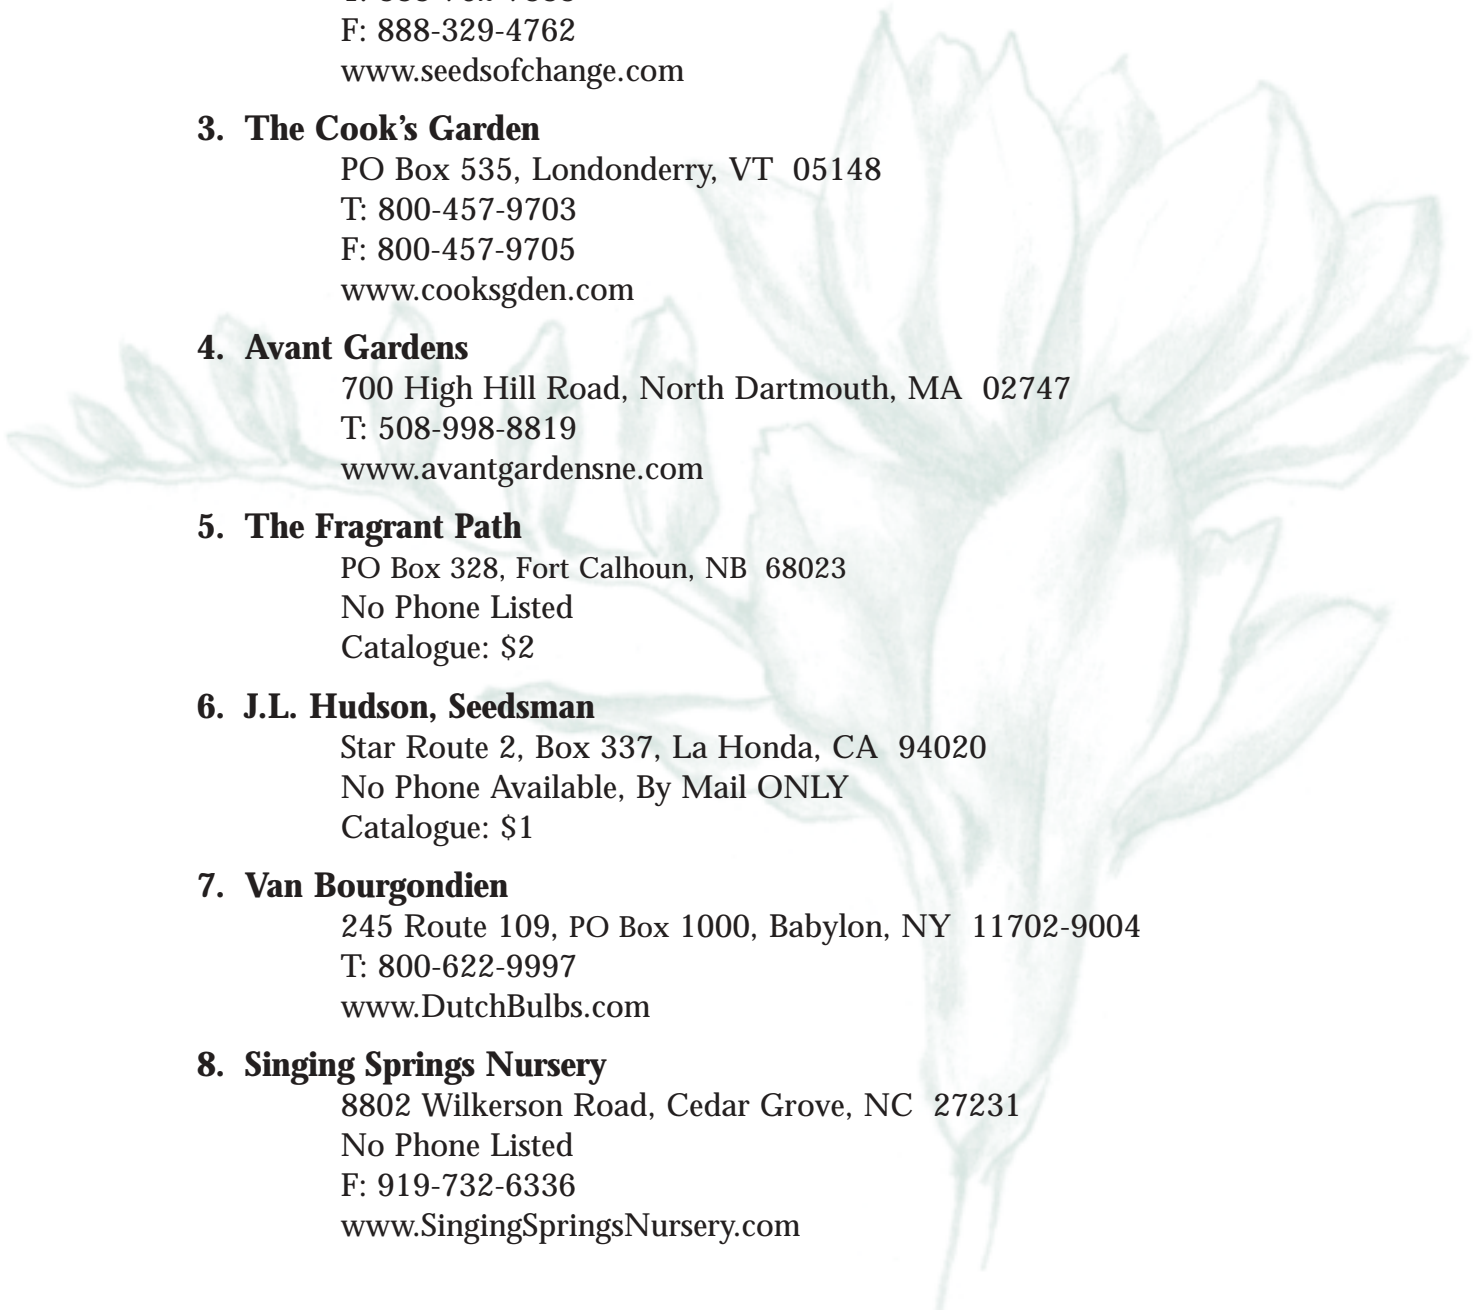 F: 888-329-4762
www.seedsofchange.com
3. The Cook's Garden
PO Box 535, Londonderry, VT 05148
T: 800-457-9703
F: 800-457-9705
www.cooksgden.com
4. Avant Gardens
700 High Hill Road, North Dartmouth, MA 02747
T: 508-998-8819
www.avantgardensne.com
5. The Fragrant Path
PO Box 328, Fort Calhoun, NB 68023
No Phone Listed
Catalogue: $2
6. J.L. Hudson, Seedsman
Star Route 2, Box 337, La Honda, CA 94020
No Phone Available, By Mail ONLY
Catalogue: $1
7. Van Bourgondien
245 Route 109, PO Box 1000, Babylon, NY 11702-9004
T: 800-622-9997
www.DutchBulbs.com
8. Singing Springs Nursery
8802 Wilkerson Road, Cedar Grove, NC 27231
No Phone Listed
F: 919-732-6336
www.SingingSpringsNursery.com